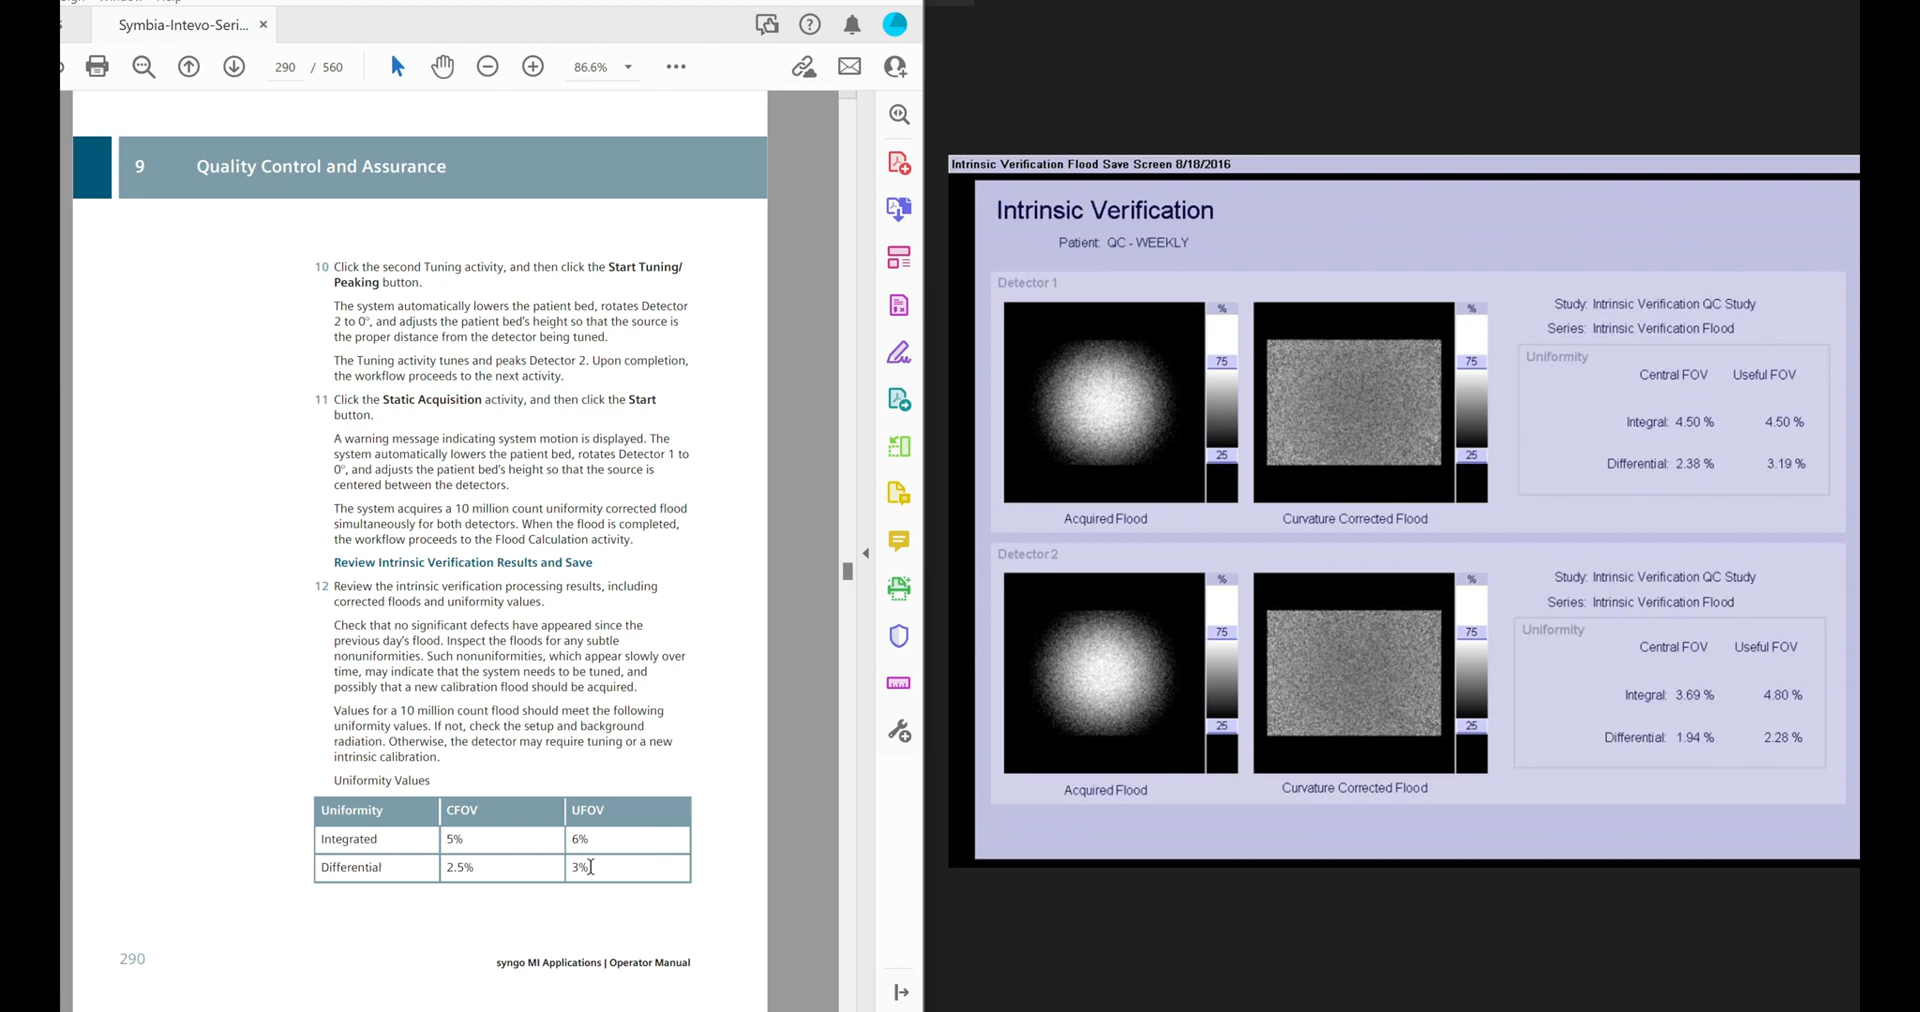 Symbia-Intevo-Seri...
290 / 560
86.6%
9 Quality Control and Assurance
10 Click the second Tuning activity, and then click the Start Tuning/
Peaking button.
The system automatically lowers the patient bed, rotates Detector
2 to 0°, and adjusts the patient bed's height so that the source is
the proper distance from the detector being tuned.
The Tuning activity tunes and peaks Detector 2. Upon completion,
the workflow proceeds to the next activity.
11 Click the Static Acquisition activity, and then click the Start
button.
A warning message indicating system motion is displayed. The
system automatically lowers the patient bed, rotates Detector 1 to
0°, and adjusts the patient bed's height so that the source is
centered between the detectors.
The system acquires a 10 million count uniformity corrected flood
simultaneously for both detectors. When the flood is completed,
the workflow proceeds to the Flood Calculation activity.
Review Intrinsic Verification Results and Save
12 Review the intrinsic verification processing results, including
corrected floods and uniformity values.
Check that no significant defects have appeared since the
previous day's flood. Inspect the floods for any subtle
nonuniformities. Such nonuniformities, which appear slowly over
time, may indicate that the system needs to be tuned, and
possibly that a new calibration flood should be acquired.
Values for a 10 million count flood should meet the following
uniformity values. If not, check the setup and background
radiation. Otherwise, the detector may require tuning or a new
intrinsic calibration.
Uniformity Values
Uniformity CFOV UFOV
Integrated 5% 6%
Differential 2.5% 3%
290
syngo MI Applications | Operator Manual
Intrinsic Verification Flood Save Screen 8/18/2016
Intrinsic Verification
Patient: QC - WEEKLY
Detector 1
% %
75 75
25 25
Acquired Flood Curvature Corrected Flood
Study: Intrinsic Verification QC Study
Series: Intrinsic Verification Flood
Uniformity
Central FOV Useful FOV
Integral: 4.50 % 4.50 %
Differential: 2.38 % 3.19 %
Detector 2
% %
75 75
25 25
Acquired Flood Curvature Corrected Flood
Study: Intrinsic Verification QC Study
Series: Intrinsic Verification Flood
Uniformity
Central FOV Useful FOV
Integral: 3.69 % 4.80 %
Differential: 1.94 % 2.28 %